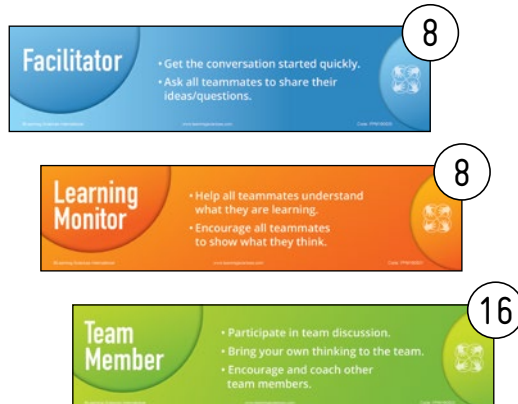 8
Facilitator
• Get the conversation started quickly.
• Ask all teammates to share their
ideas/questions.
8
Learning
Monitor
• Help all teammates understand
what they are learning.
• Encourage all teammates
to show what they think.
16
Team
Member
• Participate in team discussion.
• Bring your own thinking to the team.
• Encourage and coach other
team members.